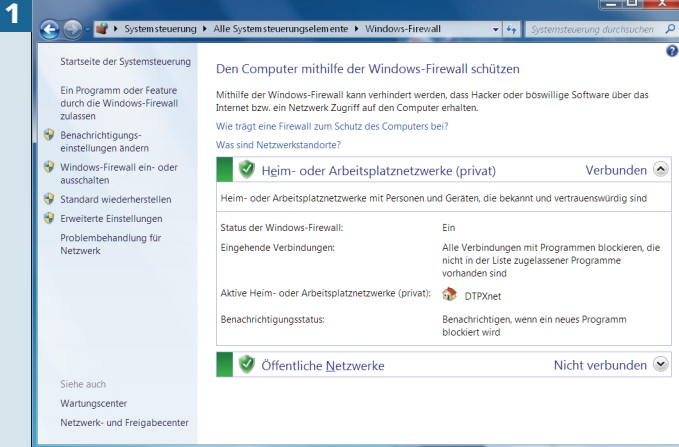 1
Systemsteuerung Alle Systemsteuerungselemente Windows-Firewall
Systemsteuerung durchsuchen
Startseite der Systemsteuerung
Ein Programm oder Feature
durch die Windows-Firewall
zulassen
Benachrichtigungs-
einstellungen ändern
Windows-Firewall ein- oder
ausschalten
Standard wiederherstellen
Erweiterte Einstellungen
Problembehandlung für
Netzwerk
Siehe auch
Wartungscenter
Netzwerk- und Freigabecenter
Den Computer mithilfe der Windows-Firewall schützen
Mithilfe der Windows-Firewall kann verhindert werden, dass Hacker oder böswillige Software über das
Internet bzw. ein Netzwerk Zugriff auf den Computer erhalten.
Wie trägt eine Firewall zum Schutz des Computers bei?
Was sind Netzwerkstandorte?
Heim- oder Arbeitsplatznetzwerke (privat) Verbunden
Heim- oder Arbeitsplatznetzwerke mit Personen und Geräten, die bekannt und vertrauenswürdig sind
Status der Windows-Firewall: Ein
Eingehende Verbindungen: Alle Verbindungen mit Programmen blockieren, die
nicht in der Liste zugelassener Programme
vorhanden sind
Aktive Heim- oder Arbeitsplatznetzwerke (privat): DTPXnet
Benachrichtigungsstatus: Benachrichtigen, wenn ein neues Programm
blockiert wird
Öffentliche Netzwerke Nicht verbunden